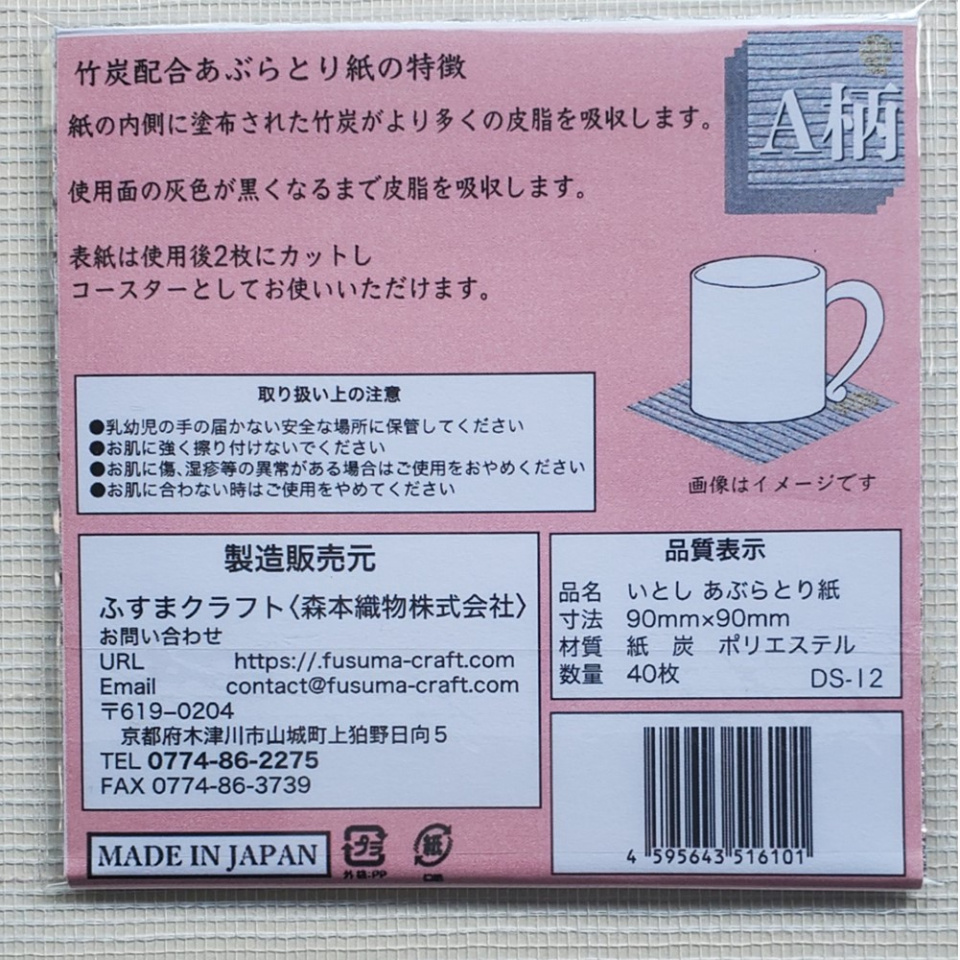 竹炭配合あぶらとり紙の特徴
紙の内側に塗布された竹炭がより多くの皮脂を吸収します。
使用面の灰色が黒くなるまで皮脂を吸収します。
表紙は使用後2枚にカットし
コースターとしてお使いいただけます。
A柄
画像はイメージです
取り扱い上の注意
●乳幼児の手の届かない安全な場所に保管してください
●お肌に強く擦り付けないでください
●お肌に傷、湿疹等の異常がある場合はご使用をおやめください
●お肌に合わない時はご使用をやめてください
製造販売元
ふすまクラフト〈森本織物株式会社〉
お問い合わせ
URL https://.fusuma-craft.com
Email contact@fusuma-craft.com
〒619-0204
京都府木津川市山城町上狛野日向5
TEL 0774-86-2275
FAX 0774-86-3739
品質表示
品名 いとし あぶらとり紙
寸法 90mm×90mm
材質 紙 炭 ポリエステル
数量 40枚 DS-12
4 595643 516101
MADE IN JAPAN
プラ
外袋:PP
紙